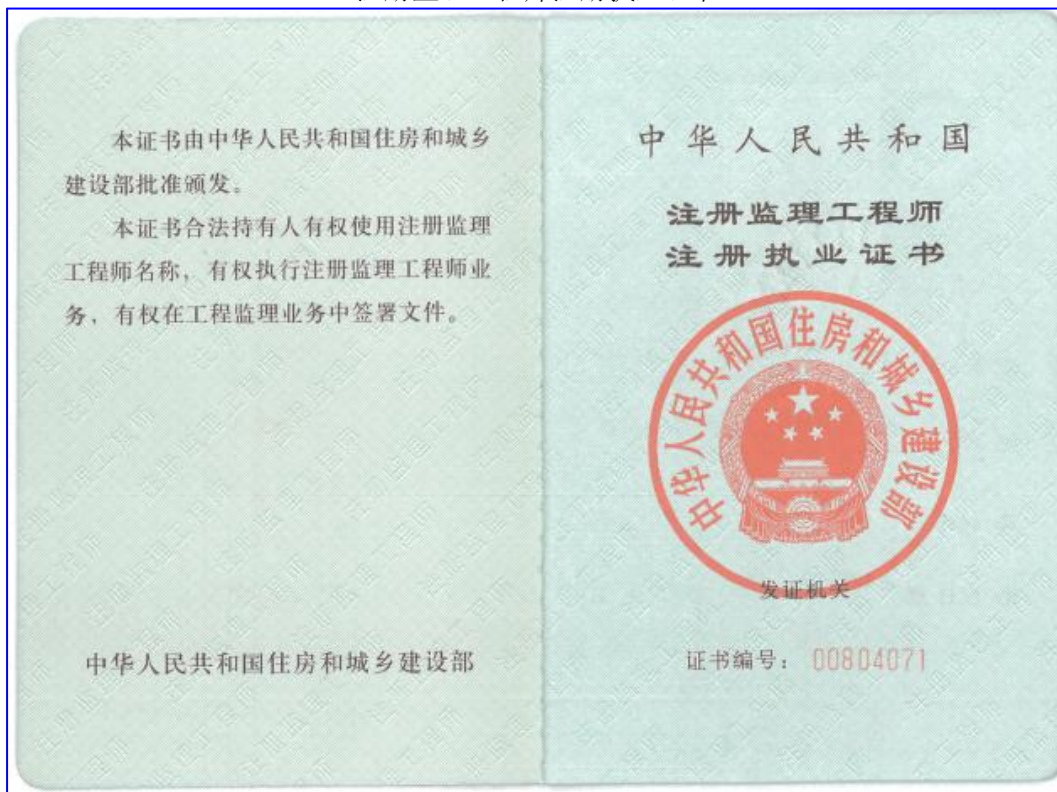 本证书由中华人民共和国住房和城乡
建设部批准颁发。
本证书合法持有人有权使用注册监理
工程师名称，有权执行注册监理工程师业
务，有权在工程监理业务中签署文件。
中华人民共和国住房和城乡建设部
中华人民共和国
注册监理工程师
注册执业证书
中华人民共和国住房和城乡建设部
发证机关
证书编号：00804071